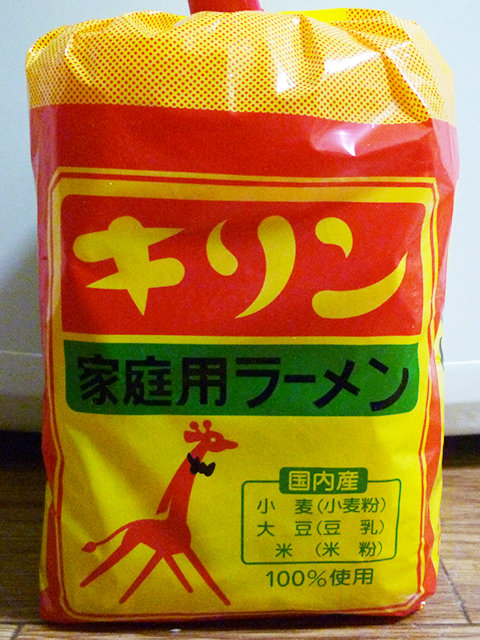 キリン
家庭用ラーメン
国内産
小 麦(小麦粉)
大 豆(豆 乳)
米 (米 粉)
100%使用